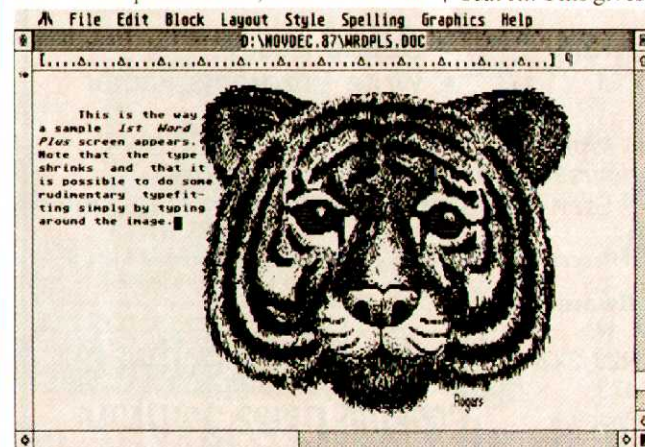 File Edit Block Layout Style Spelling Graphics Help
D:\NOVDEC.87\WRDPLS.DOC
This is the way
a sample 1st Word
Plus screen appears.
Note that the type
shrinks and that it
is possible to do some
rudimentary typefit-
ting simply by typing
around the image.
Rogers